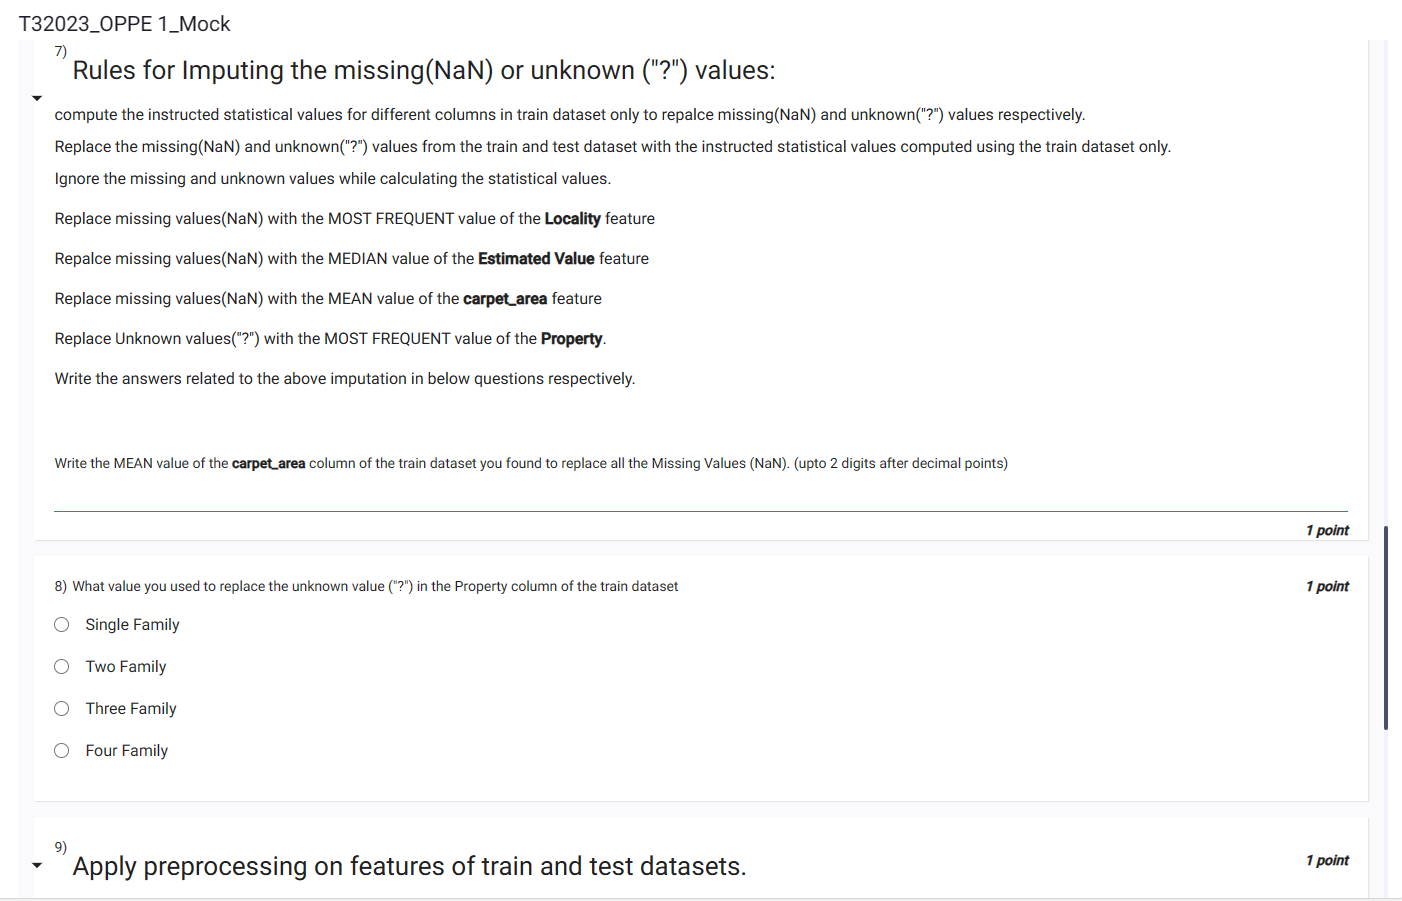 T32023_OPPE 1_Mock
7)
Rules for Imputing the missing(NaN) or unknown ("?") values:
compute the instructed statistical values for different columns in train dataset only to repalce missing(NaN) and unknown("?") values respectively.
Replace the missing(NaN) and unknown("?") values from the train and test dataset with the instructed statistical values computed using the train dataset only.
Ignore the missing and unknown values while calculating the statistical values.
Replace missing values(NaN) with the MOST FREQUENT value of the Locality feature
Repalce missing values(NaN) with the MEDIAN value of the Estimated Value feature
Replace missing values(NaN) with the MEAN value of the carpet_area feature
Replace Unknown values("?") with the MOST FREQUENT value of the Property.
Write the answers related to the above imputation in below questions respectively.
Write the MEAN value of the carpet_area column of the train dataset you found to replace all the Missing Values (NaN). (upto 2 digits after decimal points)
1 point
8) What value you used to replace the unknown value ("?") in the Property column of the train dataset
1 point
Single Family
Two Family
Three Family
Four Family
9)
Apply preprocessing on features of train and test datasets.
1 point